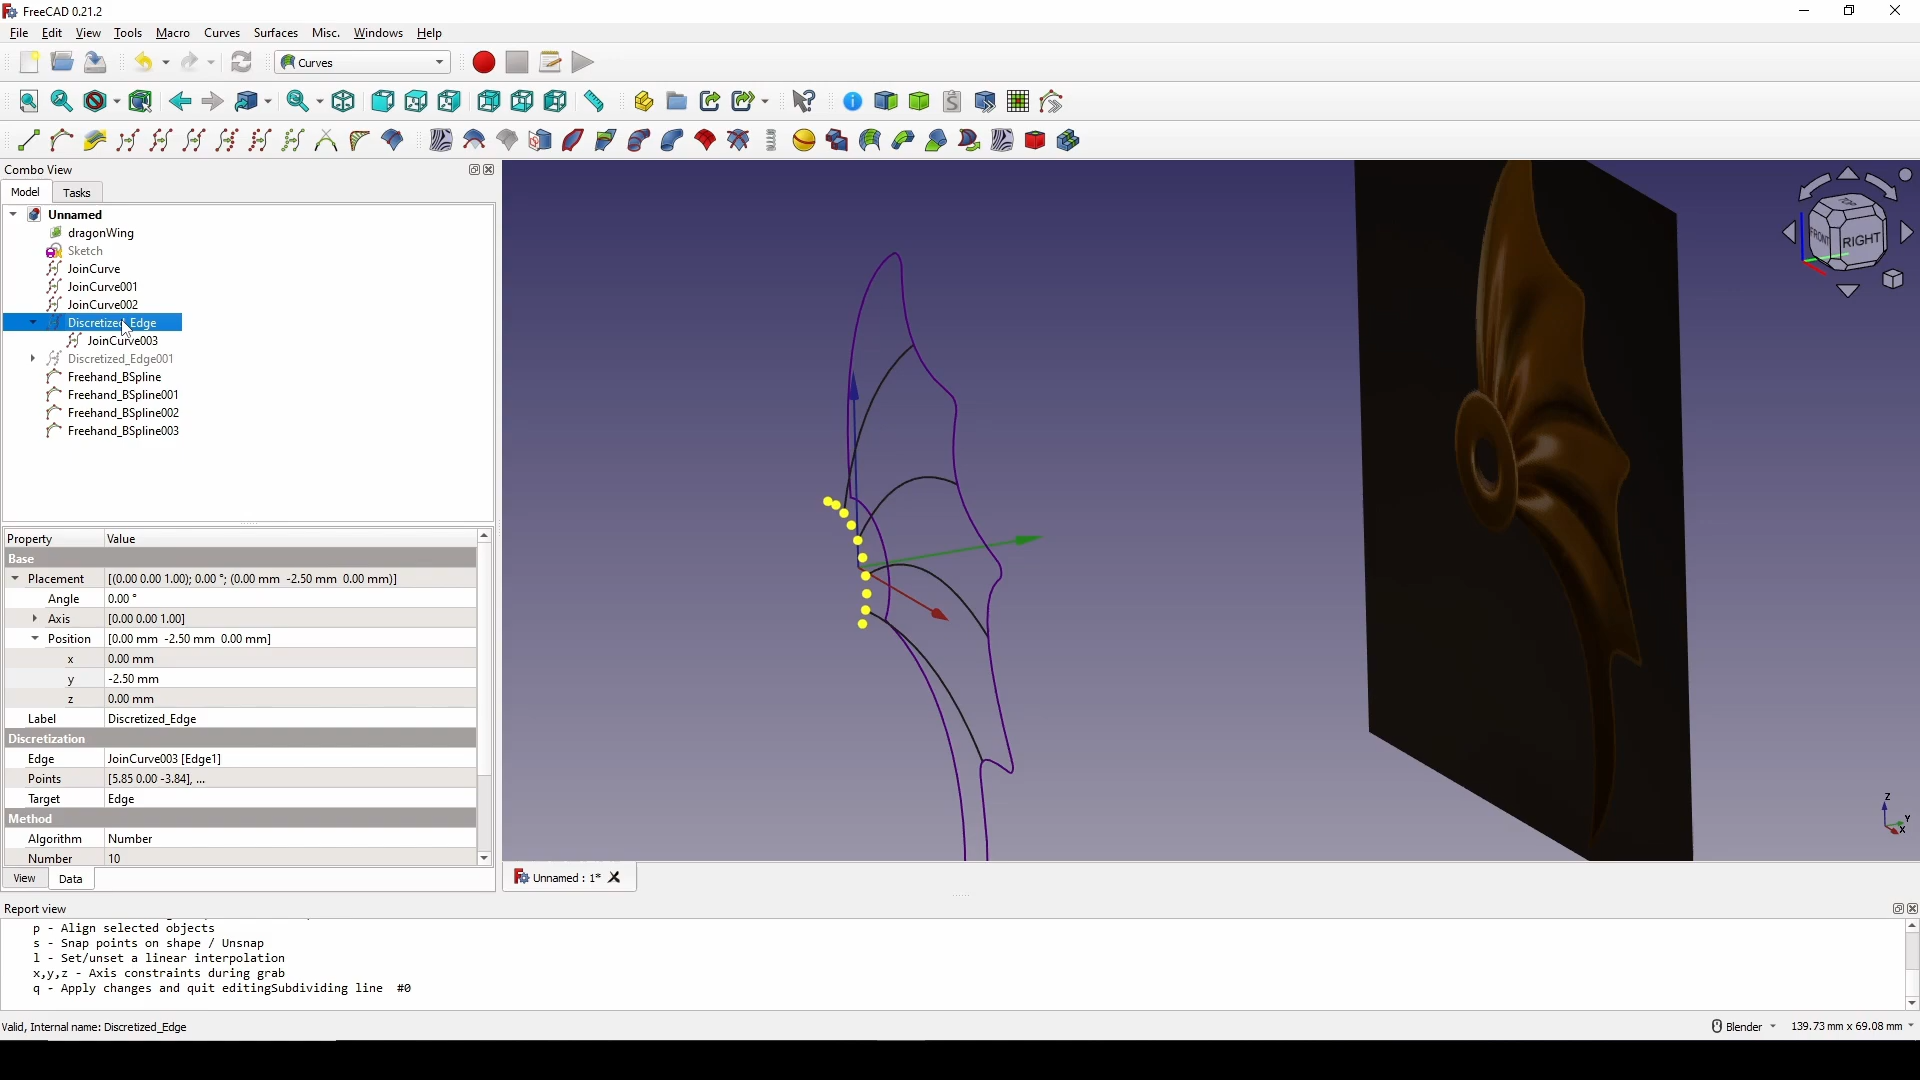 FreeCAD 0.21.2
File Edit View Tools Macro Curves Surfaces Misc. Windows Help
Curves
Combo View
Model Tasks
Unnamed
dragonWing
Sketch
JoinCurve
JoinCurve001
JoinCurve002
Discretized_Edge
JoinCurve003
Discretized_Edge001
Freehand_BSpline
Freehand_BSpline001
Freehand_BSpline002
Freehand_BSpline003
TOP
FRONT RIGHT
Property Value
Base
Placement [(0.00 0.00 1.00); 0.00 °; (0.00 mm -2.50 mm 0.00 mm)]
Angle 0.00 °
Axis [0.00 0.00 1.00]
Position [0.00 mm -2.50 mm 0.00 mm]
x 0.00 mm
y -2.50 mm
z 0.00 mm
Label Discretized_Edge
Discretization
Edge JoinCurve003 [Edge1]
Points [5.85 0.00 -3.84], ...
Target Edge
Method
Algorithm Number
Number 10
View Data
Z
Y
X
Unnamed : 1*
Report view
p - Align selected objects
s - Snap points on shape / Unsnap
l - Set/unset a linear interpolation
x,y,z - Axis constraints during grab
q - Apply changes and quit editingSubdividing line #0
Valid, Internal name: Discretized_Edge
Blender 139.73 mm x 69.08 mm